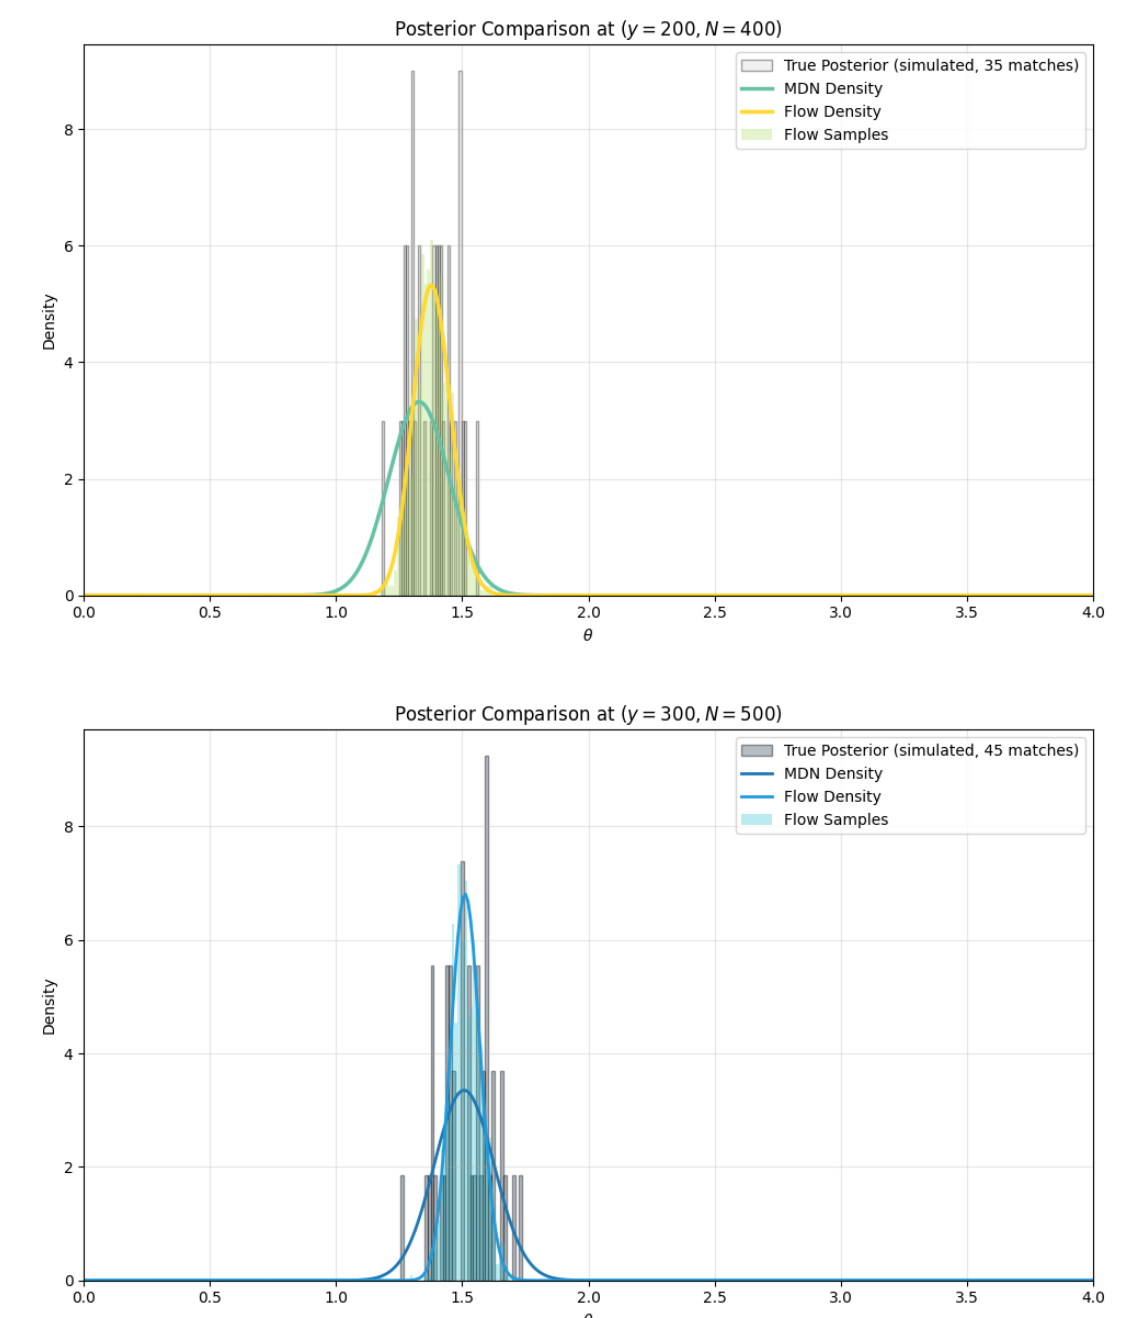 Posterior Comparison at (y = 200, N = 400)
True Posterior (simulated, 35 matches)
MDN Density
Flow Density
Flow Samples
Density
8
6
4
2
0
0.0 0.5 1.0 1.5 2.0 2.5 3.0 3.5 4.0
θ
Posterior Comparison at (y = 300, N = 500)
True Posterior (simulated, 45 matches)
MDN Density
Flow Density
Flow Samples
Density
8
6
4
2
0
0.0 0.5 1.0 1.5 2.0 2.5 3.0 3.5 4.0